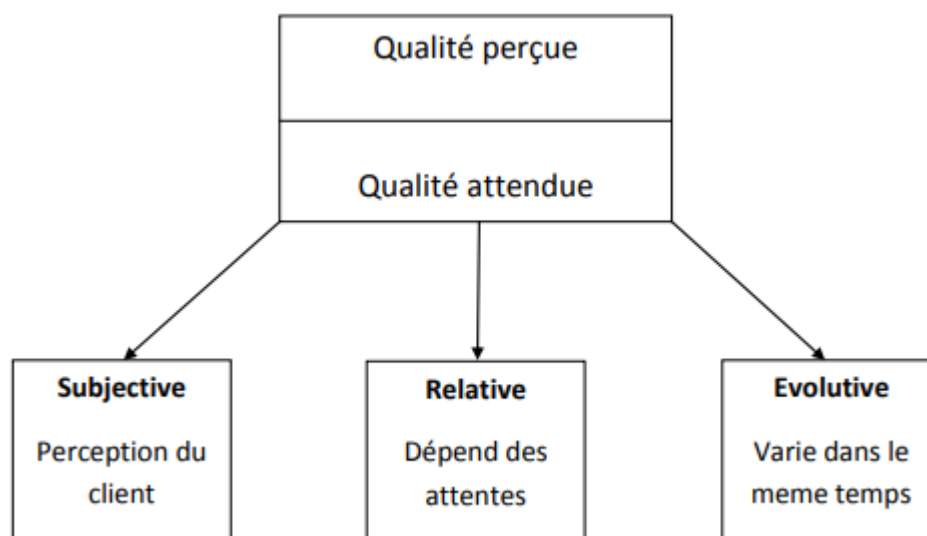 Qualité perçue
Qualité attendue
Subjective
Perception du
client
Relative
Dépend des
attentes
Evolutive
Varie dans le
meme temps